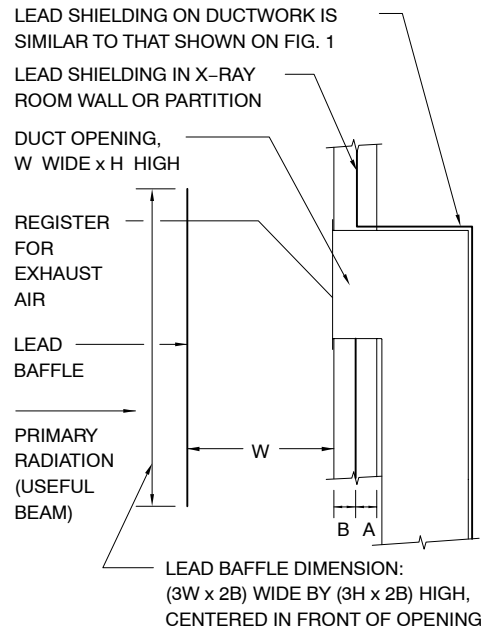 LEAD SHIELDING ON DUCTWORK IS
SIMILAR TO THAT SHOWN ON FIG. 1
LEAD SHIELDING IN X-RAY
ROOM WALL OR PARTITION
DUCT OPENING,
W WIDE x H HIGH
REGISTER
FOR
EXHAUST
AIR
LEAD
BAFFLE
PRIMARY
RADIATION
(USEFUL
BEAM)
W
B A
LEAD BAFFLE DIMENSION:
(3W x 2B) WIDE BY (3H x 2B) HIGH,
CENTERED IN FRONT OF OPENING